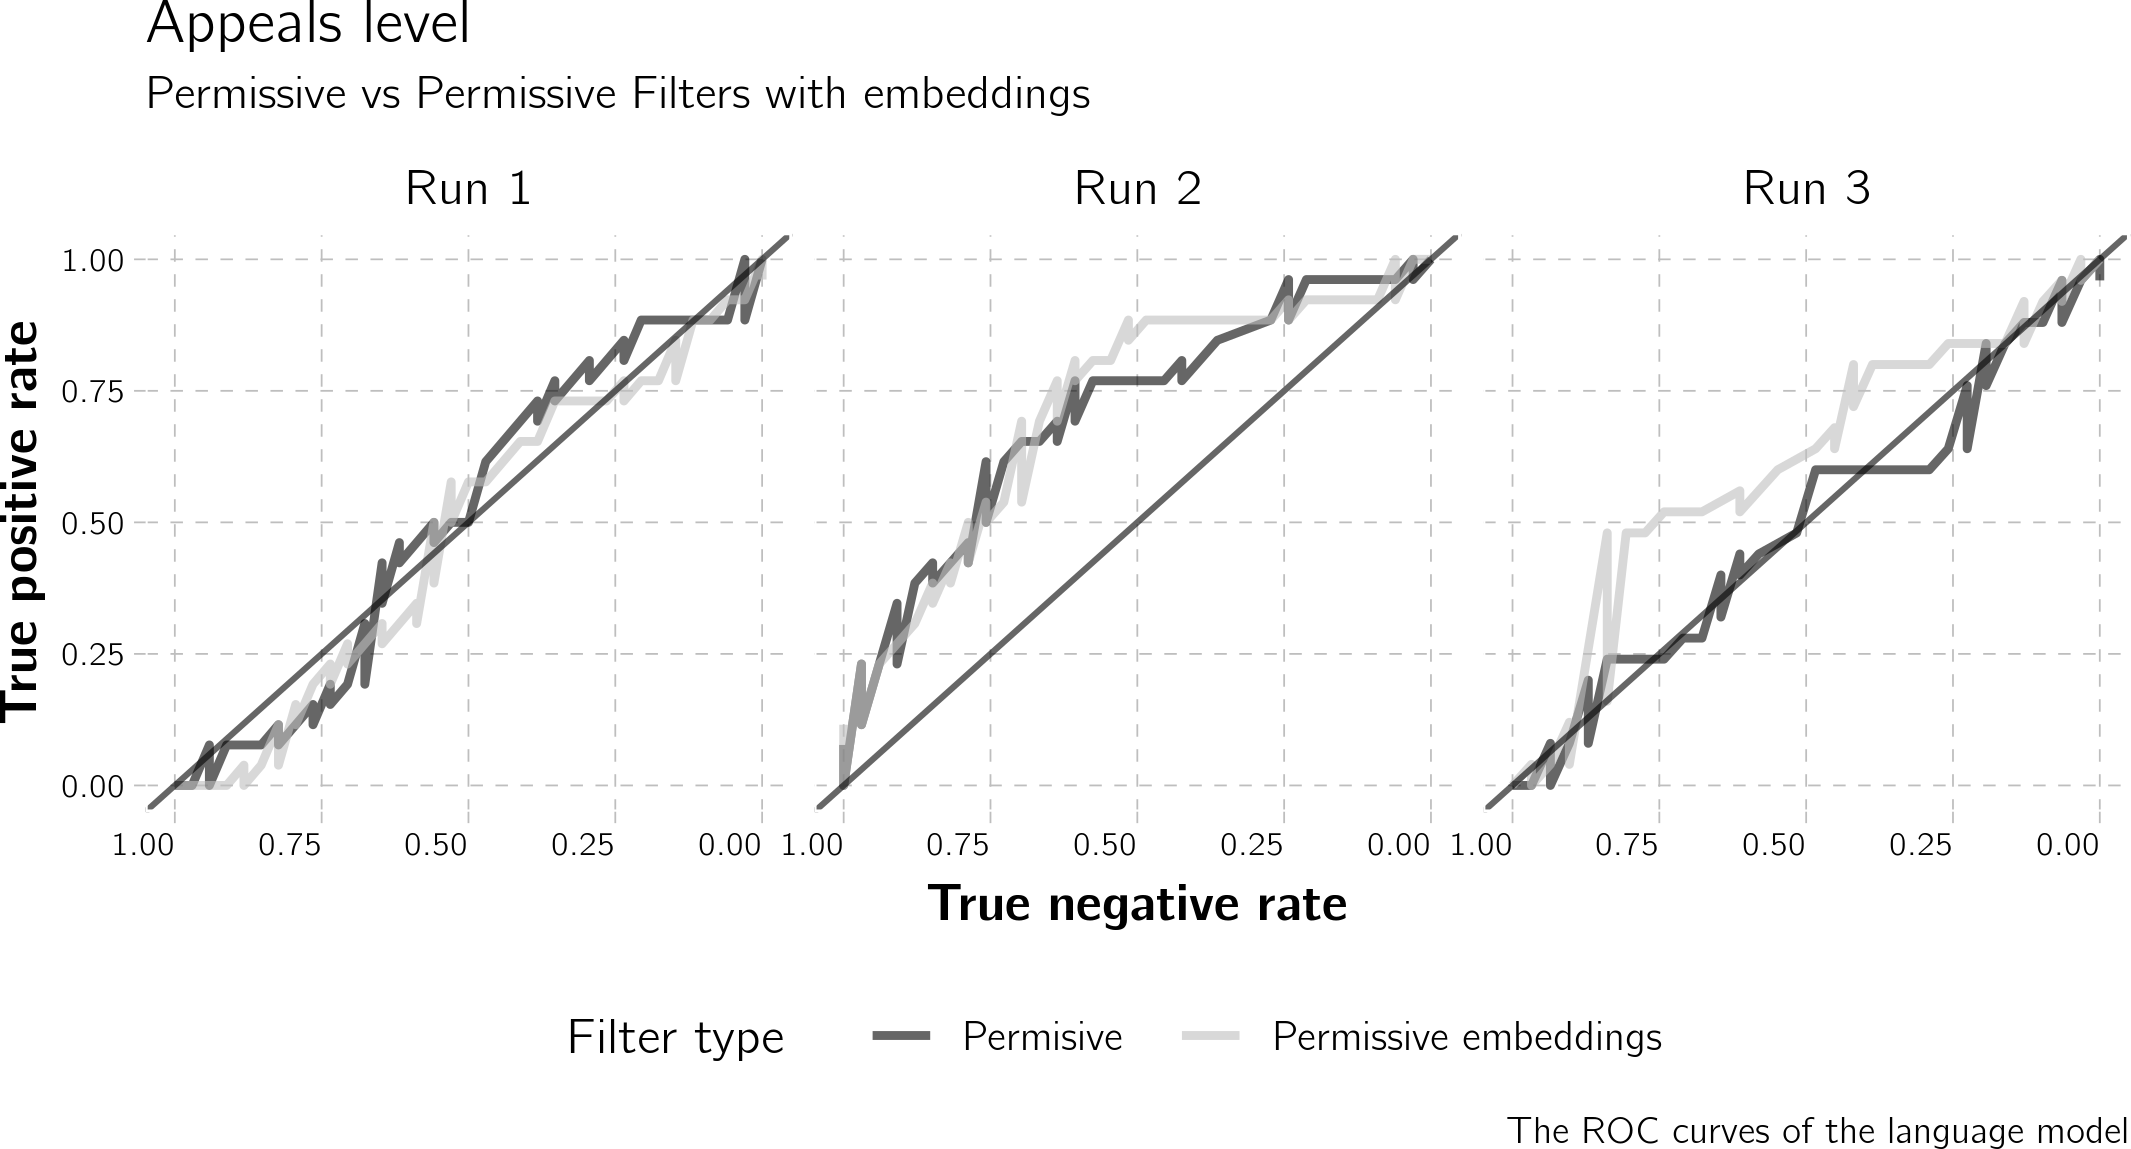 Appeals level
Permissive vs Permissive Filters with embeddings
Run 1 Run 2 Run 3
True positive rate
1.00
0.75
0.50
0.25
0.00
1.00 0.75 0.50 0.25 0.00 1.00 0.75 0.50 0.25 0.00 1.00 0.75 0.50 0.25 0.00
True negative rate
Filter type Permisive Permissive embeddings
The ROC curves of the language model